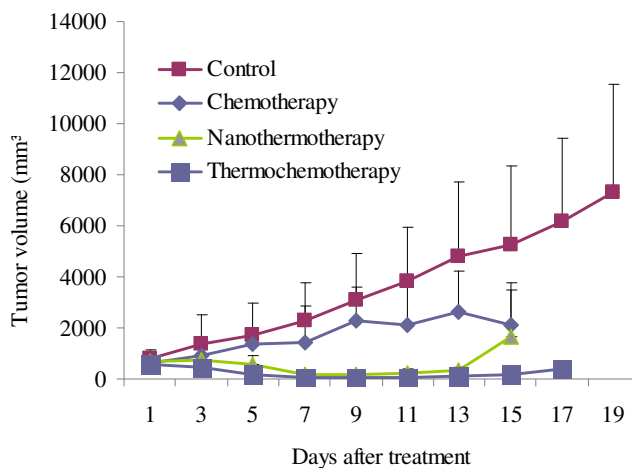 14000
12000
10000
8000
6000
4000
2000
0
Tumor volume (mm³
Control
Chemotherapy
Nanothermotherapy
Thermochemotherapy
1 3 5 7 9 11 13 15 17 19
Days after treatment